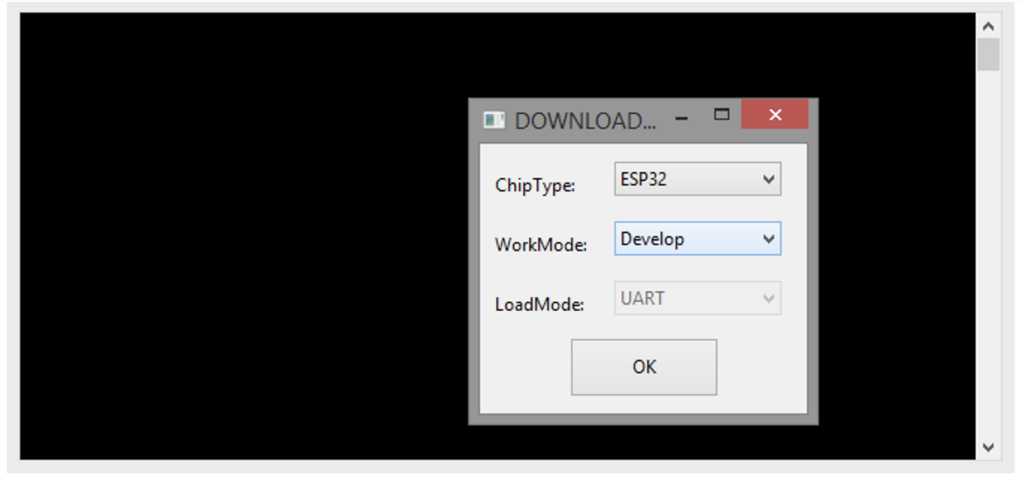 DOWNLOAD...
ChipType: ESP32
WorkMode: Develop
LoadMode: UART
OK